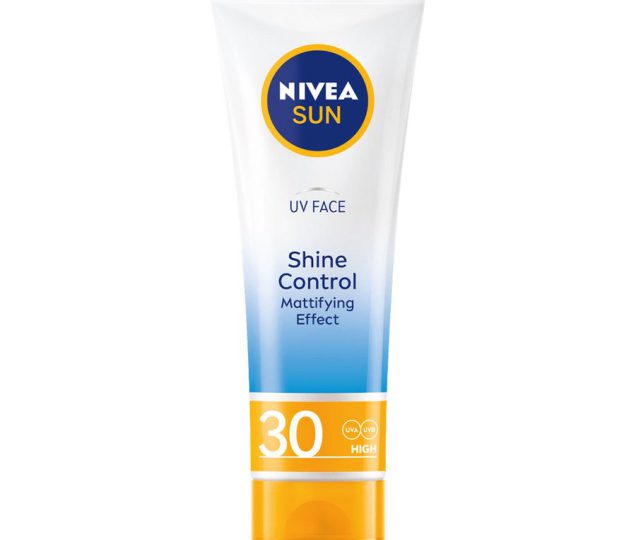 NIVEA
SUN
UV FACE
Shine
Control
Mattifying
Effect
30
UVA UVB
HIGH